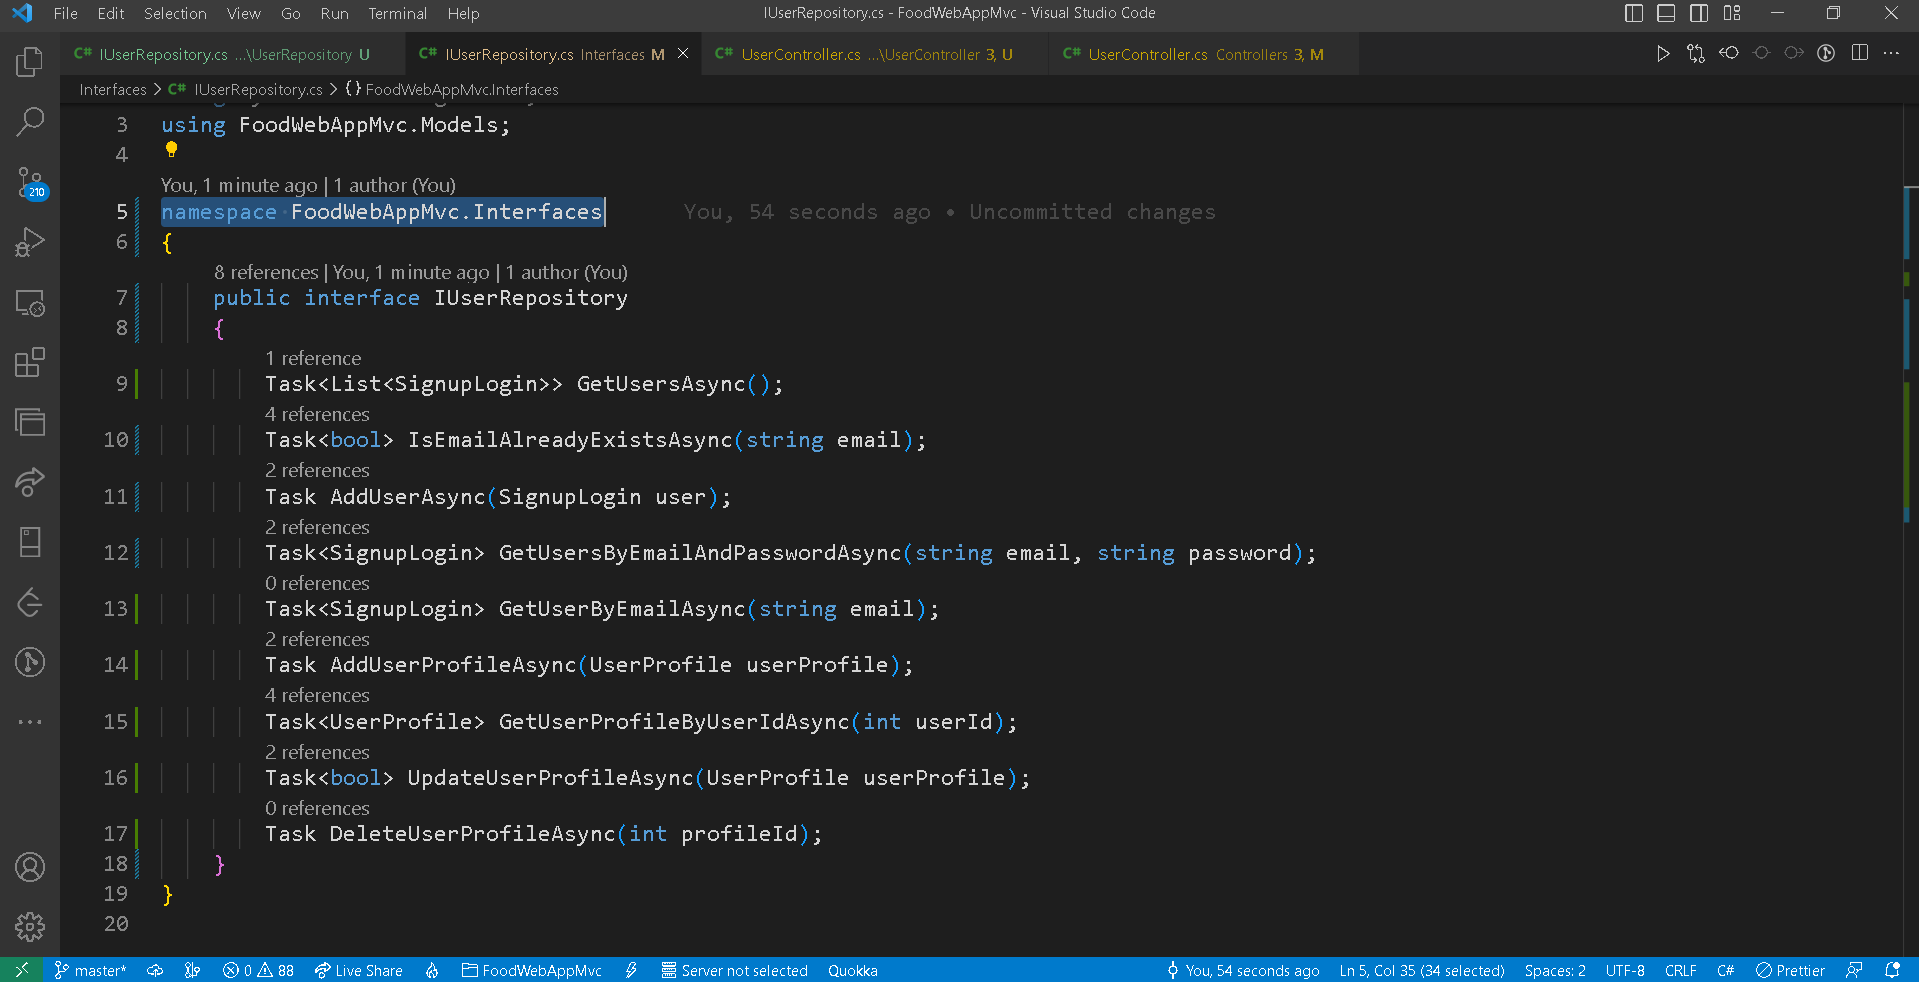 File Edit Selection View Go Run Terminal Help
IUserRepository.cs - FoodWebAppMvc - Visual Studio Code
C# IUserRepository.cs ...\UserRepository U
C# IUserRepository.cs Interfaces M
C# UserController.cs ...\UserController 3, U
C# UserController.cs Controllers 3, M
Interfaces > C# IUserRepository.cs > {} FoodWebAppMvc.Interfaces
3 using FoodWebAppMvc.Models;
4
You, 1 minute ago | 1 author (You)
5 namespace FoodWebAppMvc.Interfaces You, 54 seconds ago • Uncommitted changes
6 {
8 references | You, 1 minute ago | 1 author (You)
7 public interface IUserRepository
8 {
1 reference
9 Task<List<SignupLogin>> GetUsersAsync();
4 references
10 Task<bool> IsEmailAlreadyExistsAsync(string email);
2 references
11 Task AddUserAsync(SignupLogin user);
2 references
12 Task<SignupLogin> GetUsersByEmailAndPasswordAsync(string email, string password);
0 references
13 Task<SignupLogin> GetUserByEmailAsync(string email);
2 references
14 Task AddUserProfileAsync(UserProfile userProfile);
4 references
15 Task<UserProfile> GetUserProfileByUserIdAsync(int userId);
2 references
16 Task<bool> UpdateUserProfileAsync(UserProfile userProfile);
0 references
17 Task DeleteUserProfileAsync(int profileId);
18 }
19 }
20
210
master* 0 88 Live Share FoodWebAppMvc Server not selected Quokka You, 54 seconds ago Ln 5, Col 35 (34 selected) Spaces: 2 UTF-8 CRLF C# Prettier